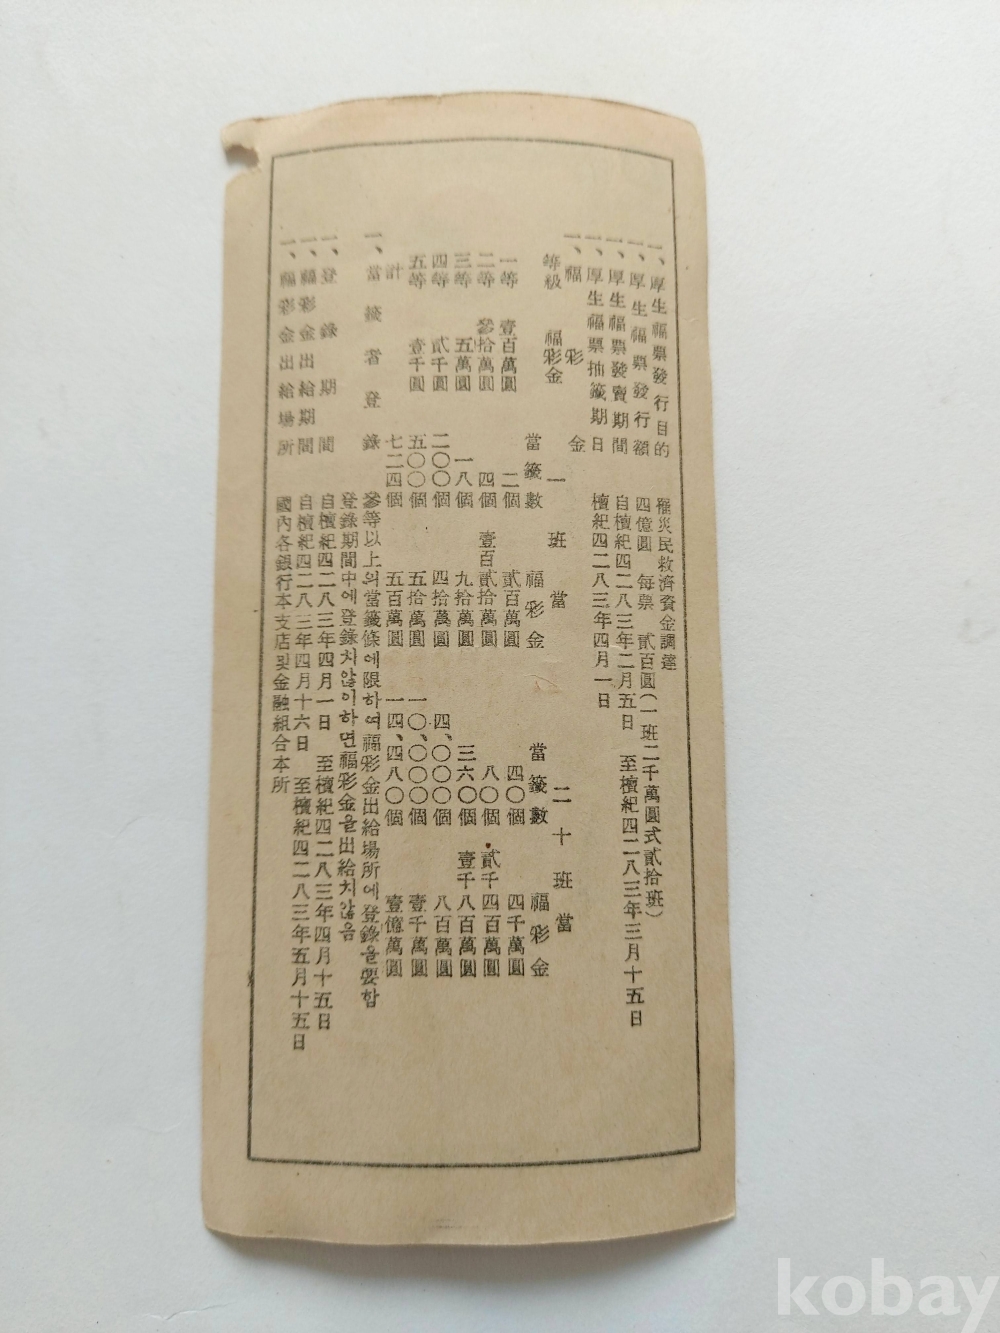 一、厚生福票發行目的 罹災民救濟資金調達
一、厚生福票發行額 四億圓 每票 貳百圓(一班二千萬圓式貳拾班)
一、厚生福票發賣期間 自檀紀四二八三年二月五日 至檀紀四二八三年三月十五日
一、厚生福票抽籤期日 檀紀四二八三年四月一日
一、福彩金 一班當 二十班當
等級 福彩金 當籤數 福彩金 當籤數 福彩金
一等 壹百萬圓 二個 貳百萬圓 四〇個 四千萬圓
二等 參拾萬圓 四個 壹百貳拾萬圓 八〇個 貳千四百萬圓
三等 五萬圓 一八個 九拾萬圓 三六〇個 壹千八百萬圓
四等 貳千圓 二〇〇個 四拾萬圓 四、〇〇〇個 八百萬圓
五等 壹千圓 五〇〇個 五拾萬圓 一〇、〇〇〇個 壹千萬圓
計 七二四個 五百萬圓 一四、四八〇個 壹億萬圓
一、當籤者登錄 參等以上의當籤條에限하여福彩金出給場所에登錄을要함
登錄期間中에登錄치않이하면福彩金을出給치않음
一、登錄期間 自檀紀四二八三年四月一日 至檀紀四二八三年四月十五日
一、福彩金出給期間 自檀紀四二八三年四月十六日 至檀紀四二八三年五月十五日
一、福彩金出給場所 國內各銀行本支店및金融組合本所
kobay